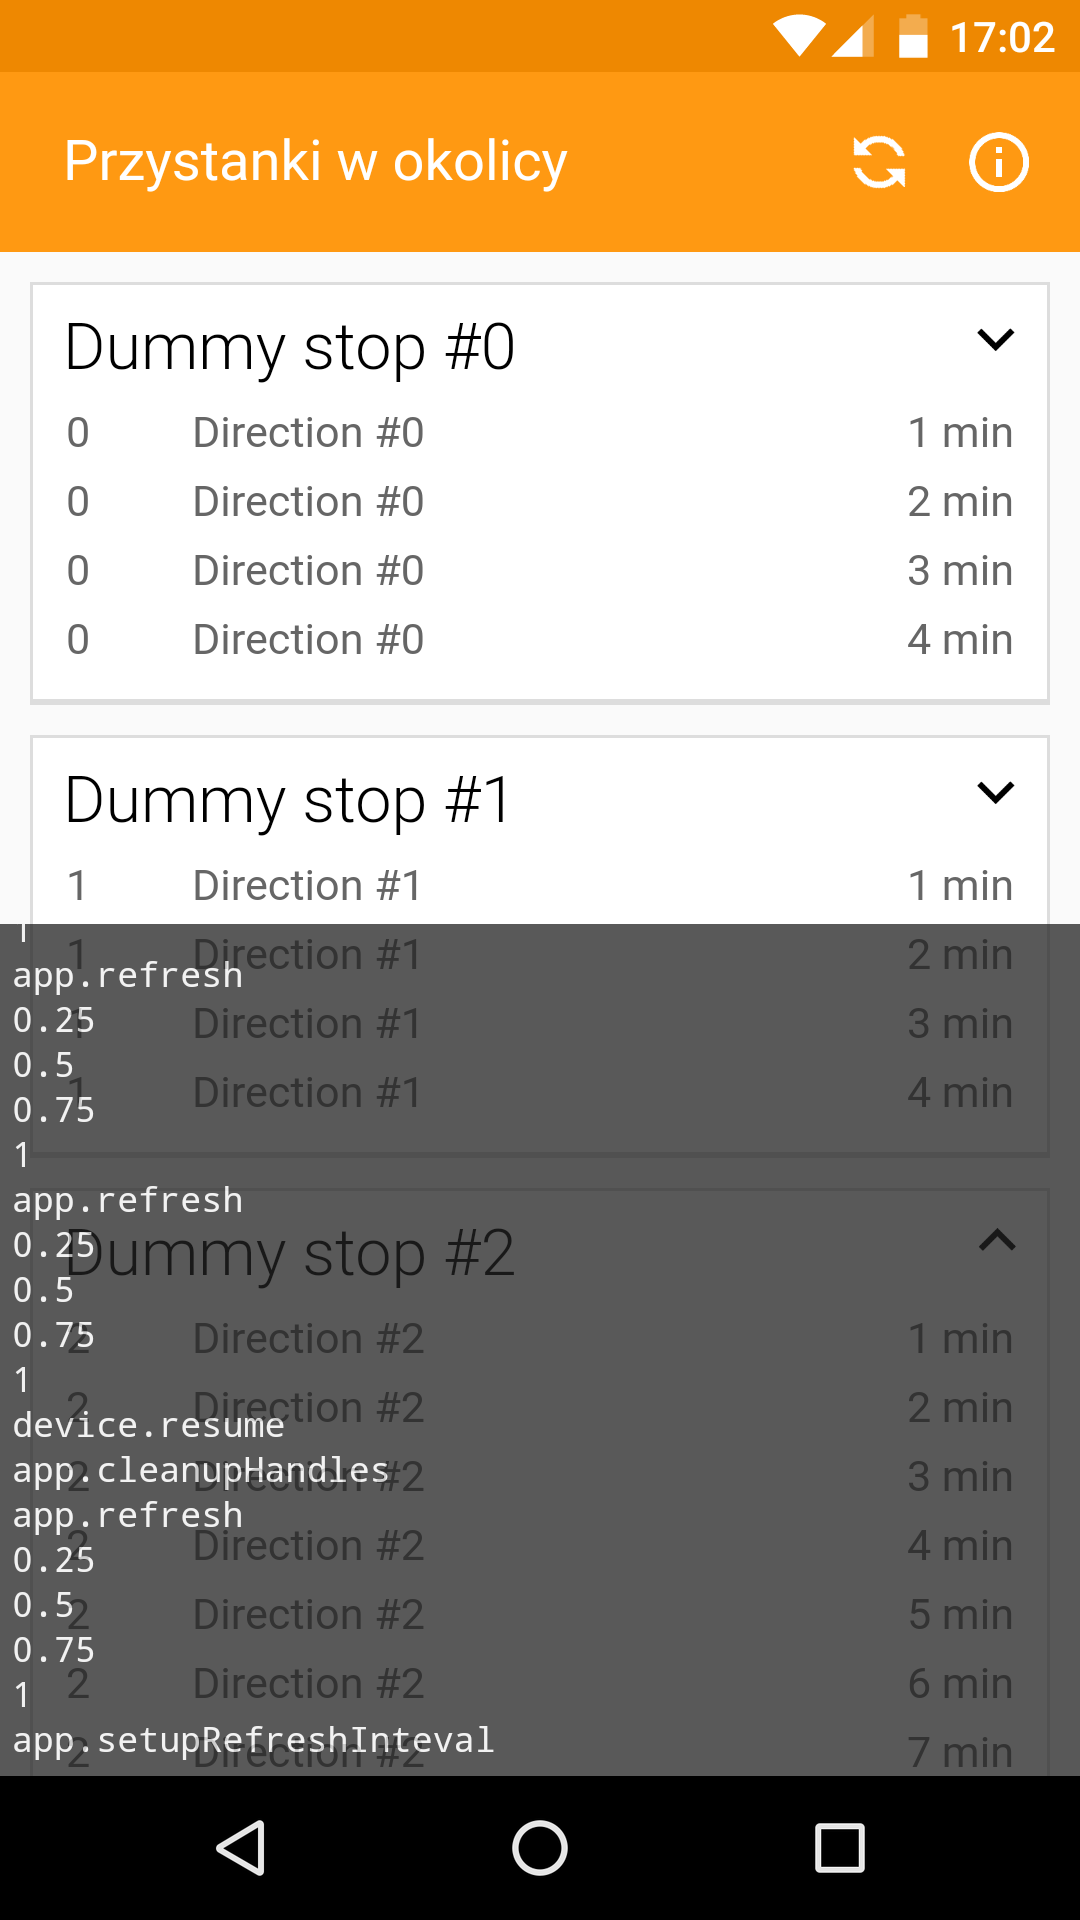 17:02
Przystanki w okolicy
Dummy stop #0
0 Direction #0 1 min
0 Direction #0 2 min
0 Direction #0 3 min
0 Direction #0 4 min
Dummy stop #1
1 Direction #1 1 min
1 Direction #1 2 min
1 Direction #1 3 min
1 Direction #1 4 min
Dummy stop #2
2 Direction #2 1 min
2 Direction #2 2 min
2 Direction #2 3 min
2 Direction #2 4 min
2 Direction #2 5 min
2 Direction #2 6 min
2 Direction #2 7 min
1
app.refresh
0.25
0.5
0.75
1
app.refresh
0.25
0.5
0.75
1
device.resume
app.cleanupHandles
app.refresh
0.25
0.5
0.75
1
app.setupRefreshInteval